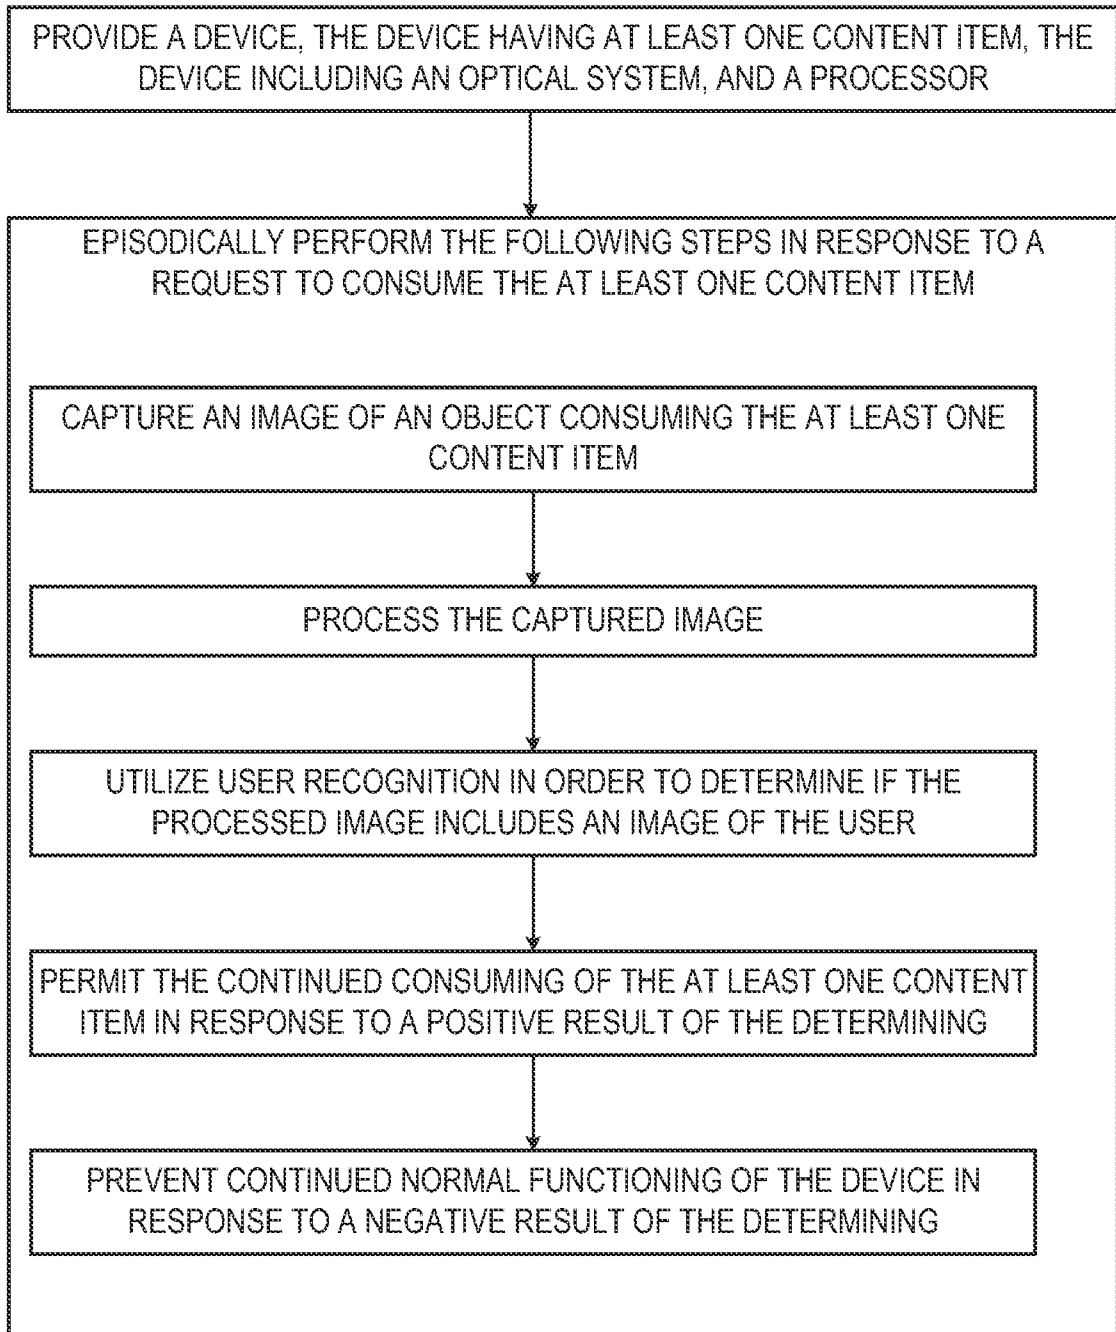 PROVIDE A DEVICE, THE DEVICE HAVING AT LEAST ONE CONTENT ITEM, THE
DEVICE INCLUDING AN OPTICAL SYSTEM, AND A PROCESSOR
EPISODICALLY PERFORM THE FOLLOWING STEPS IN RESPONSE TO A
REQUEST TO CONSUME THE AT LEAST ONE CONTENT ITEM
CAPTURE AN IMAGE OF AN OBJECT CONSUMING THE AT LEAST ONE
CONTENT ITEM
PROCESS THE CAPTURED IMAGE
UTILIZE USER RECOGNITION IN ORDER TO DETERMINE IF THE
PROCESSED IMAGE INCLUDES AN IMAGE OF THE USER
PERMIT THE CONTINUED CONSUMING OF THE AT LEAST ONE CONTENT
ITEM IN RESPONSE TO A POSITIVE RESULT OF THE DETERMINING
PREVENT CONTINUED NORMAL FUNCTIONING OF THE DEVICE IN
RESPONSE TO A NEGATIVE RESULT OF THE DETERMINING